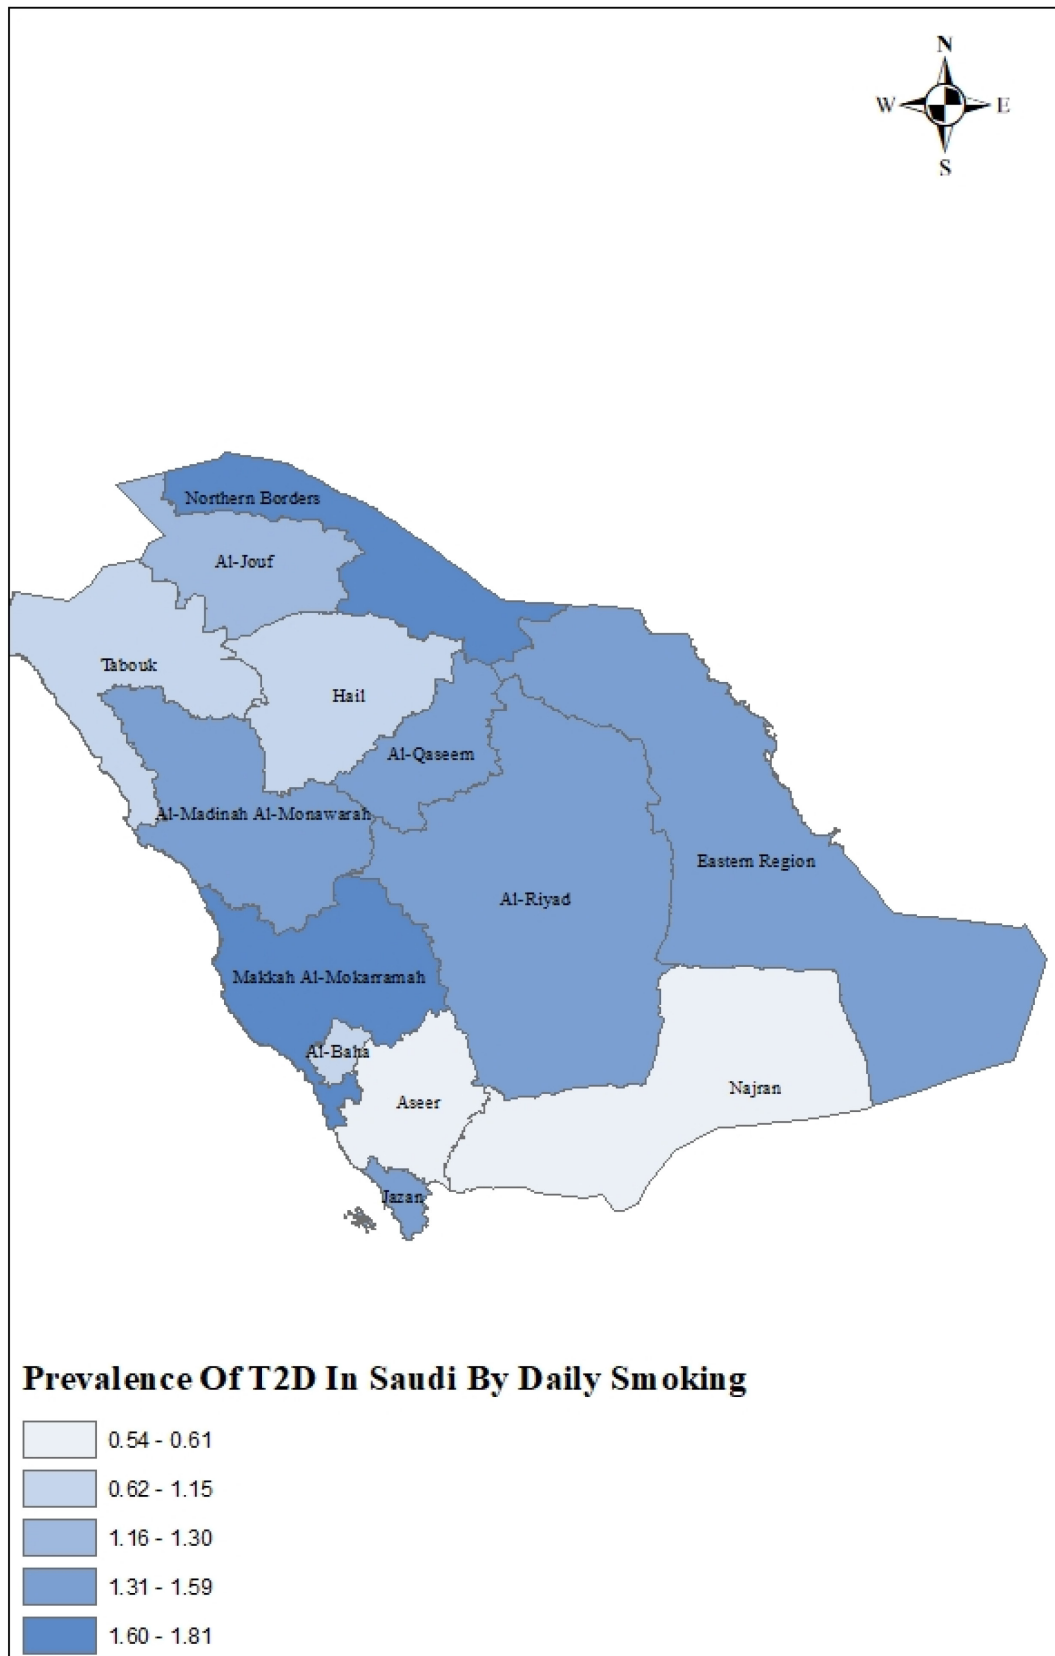 N
W E
S
Northern Borders
Al-Jouf
Tabouk
Hail
Al-Qaseem
Al-Madinah Al-Monawarah
Eastern Region
Al-Riyad
Makkah Al-Mokarramah
Al-Baha
Najran
Aseer
Jazan
Prevalence Of T2D In Saudi By Daily Smoking
0.54 - 0.61
0.62 - 1.15
1.16 - 1.30
1.31 - 1.59
1.60 - 1.81